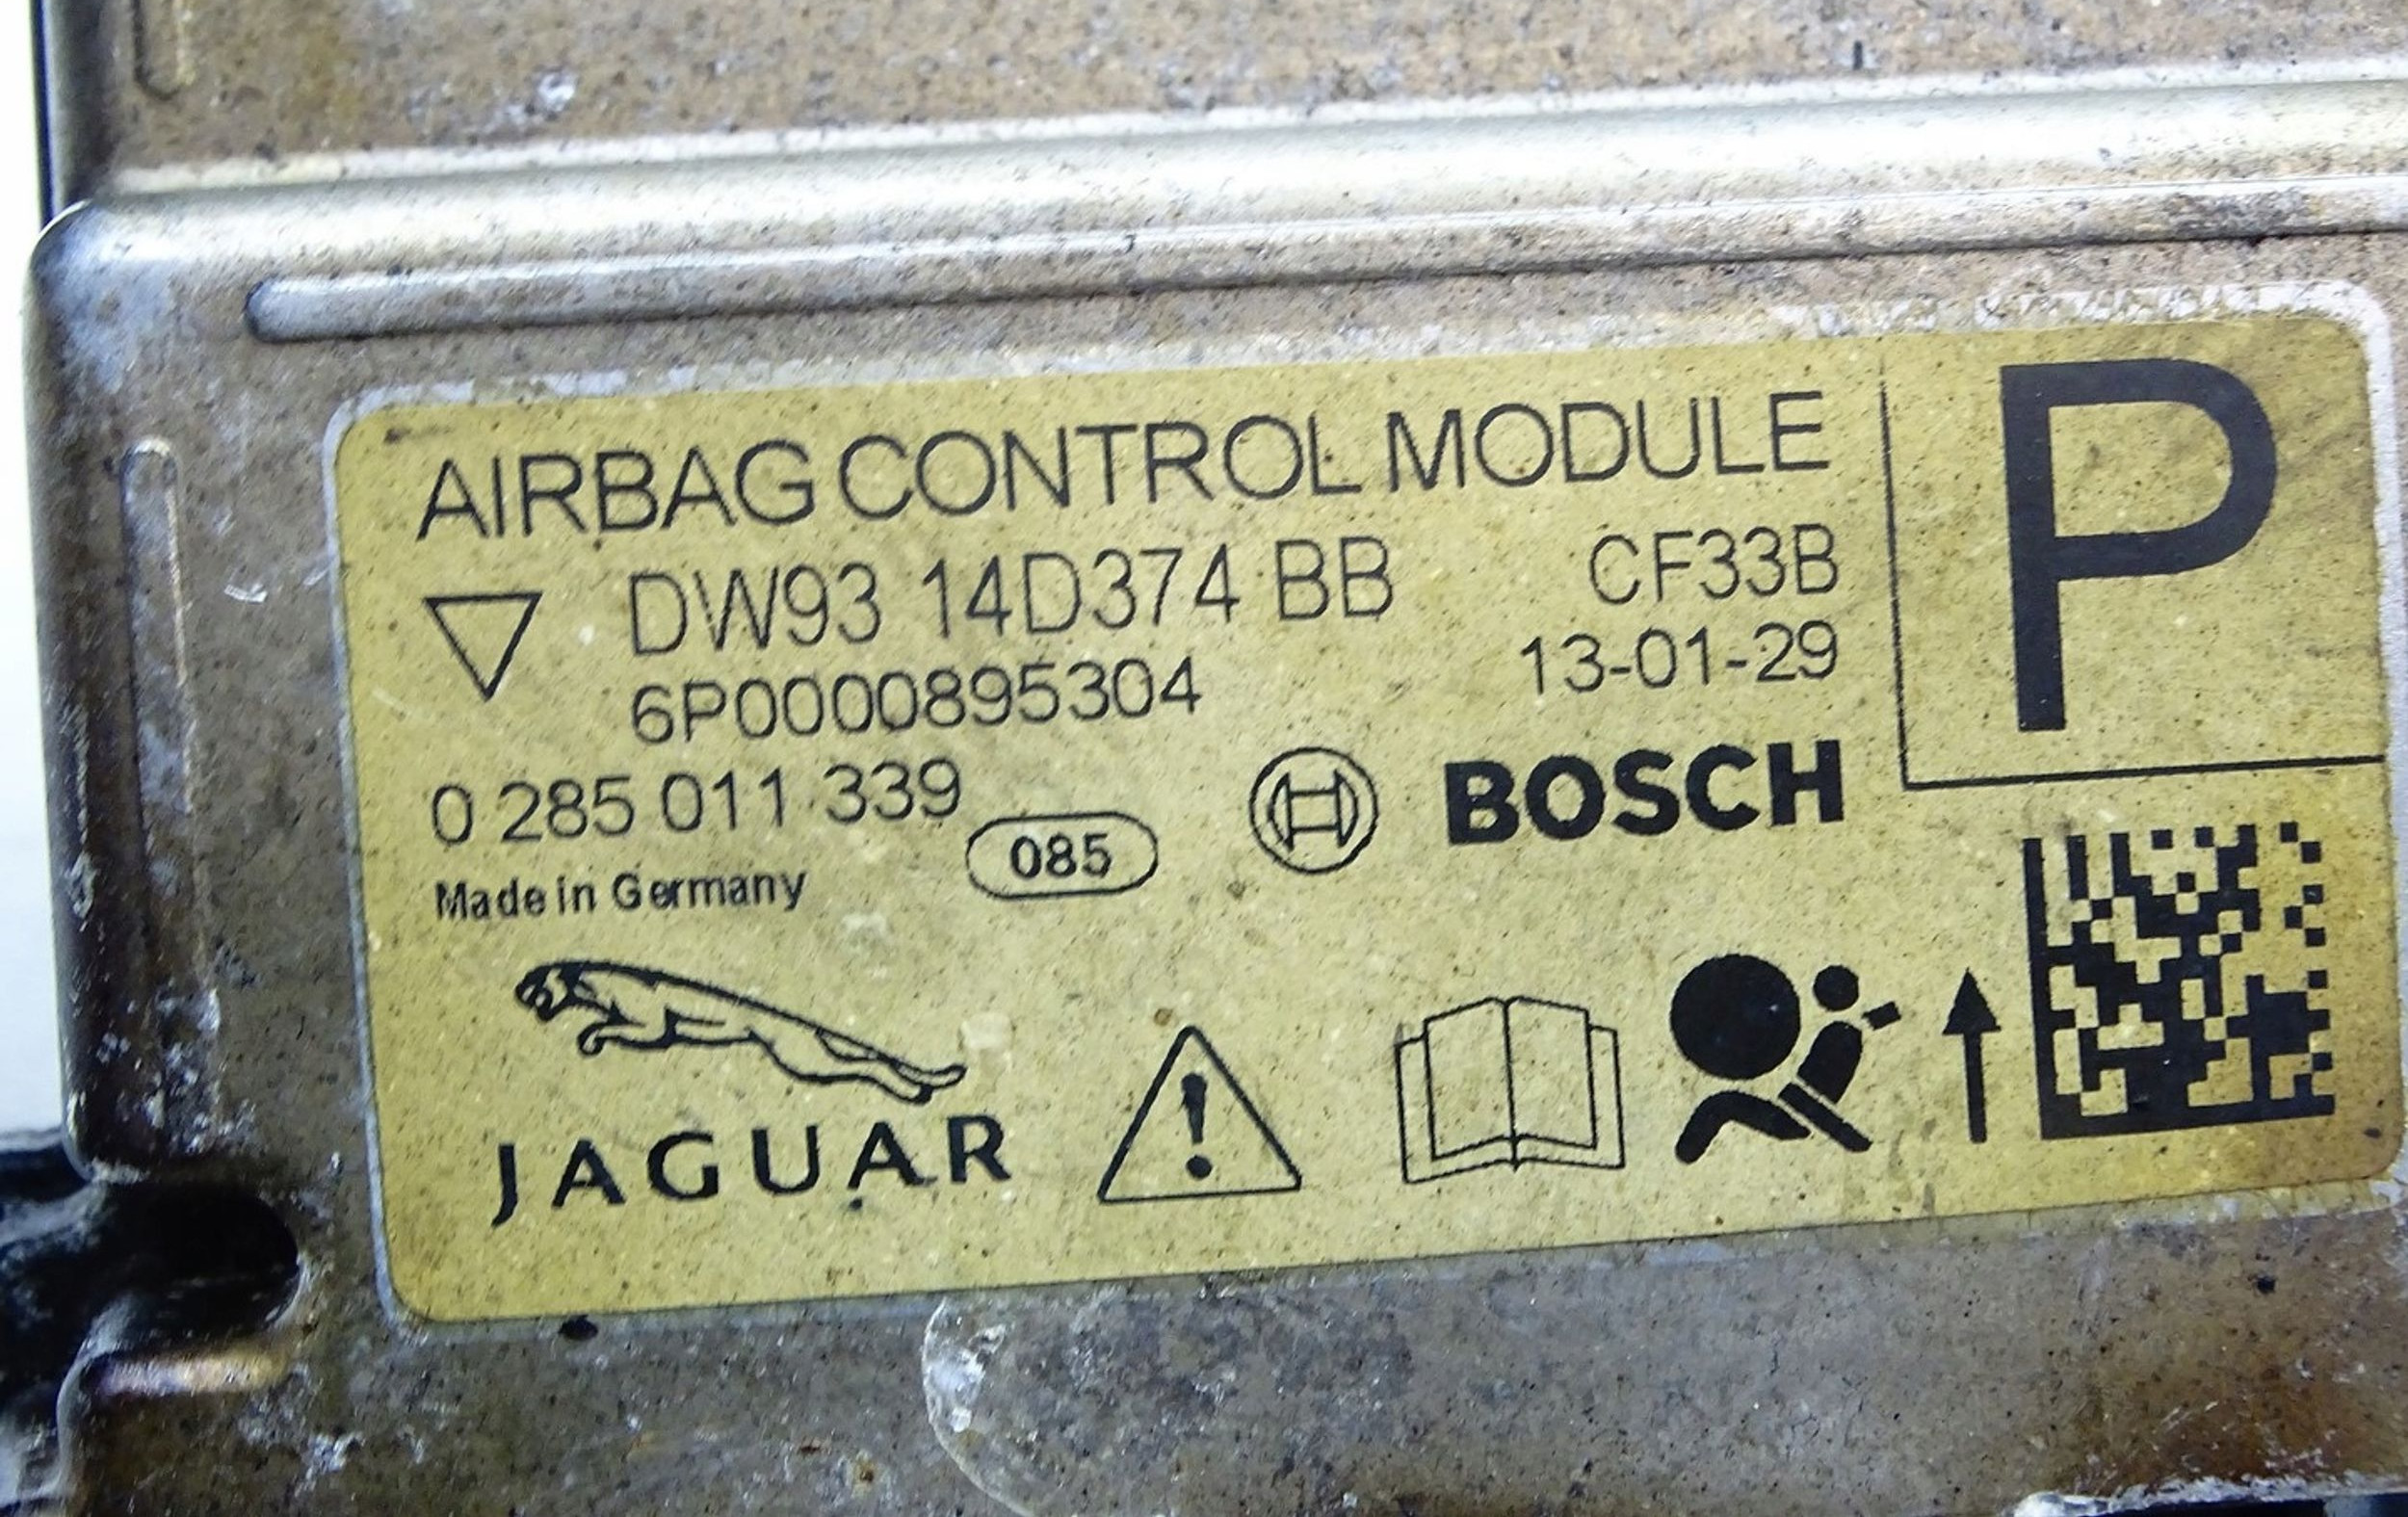 AIRBAG CONTROL MODULE
P
DW93 14D374 BB CF33B
6P0000895304 13-01-29
0 285 011 339
085
BOSCH
Made in Germany
JAGUAR